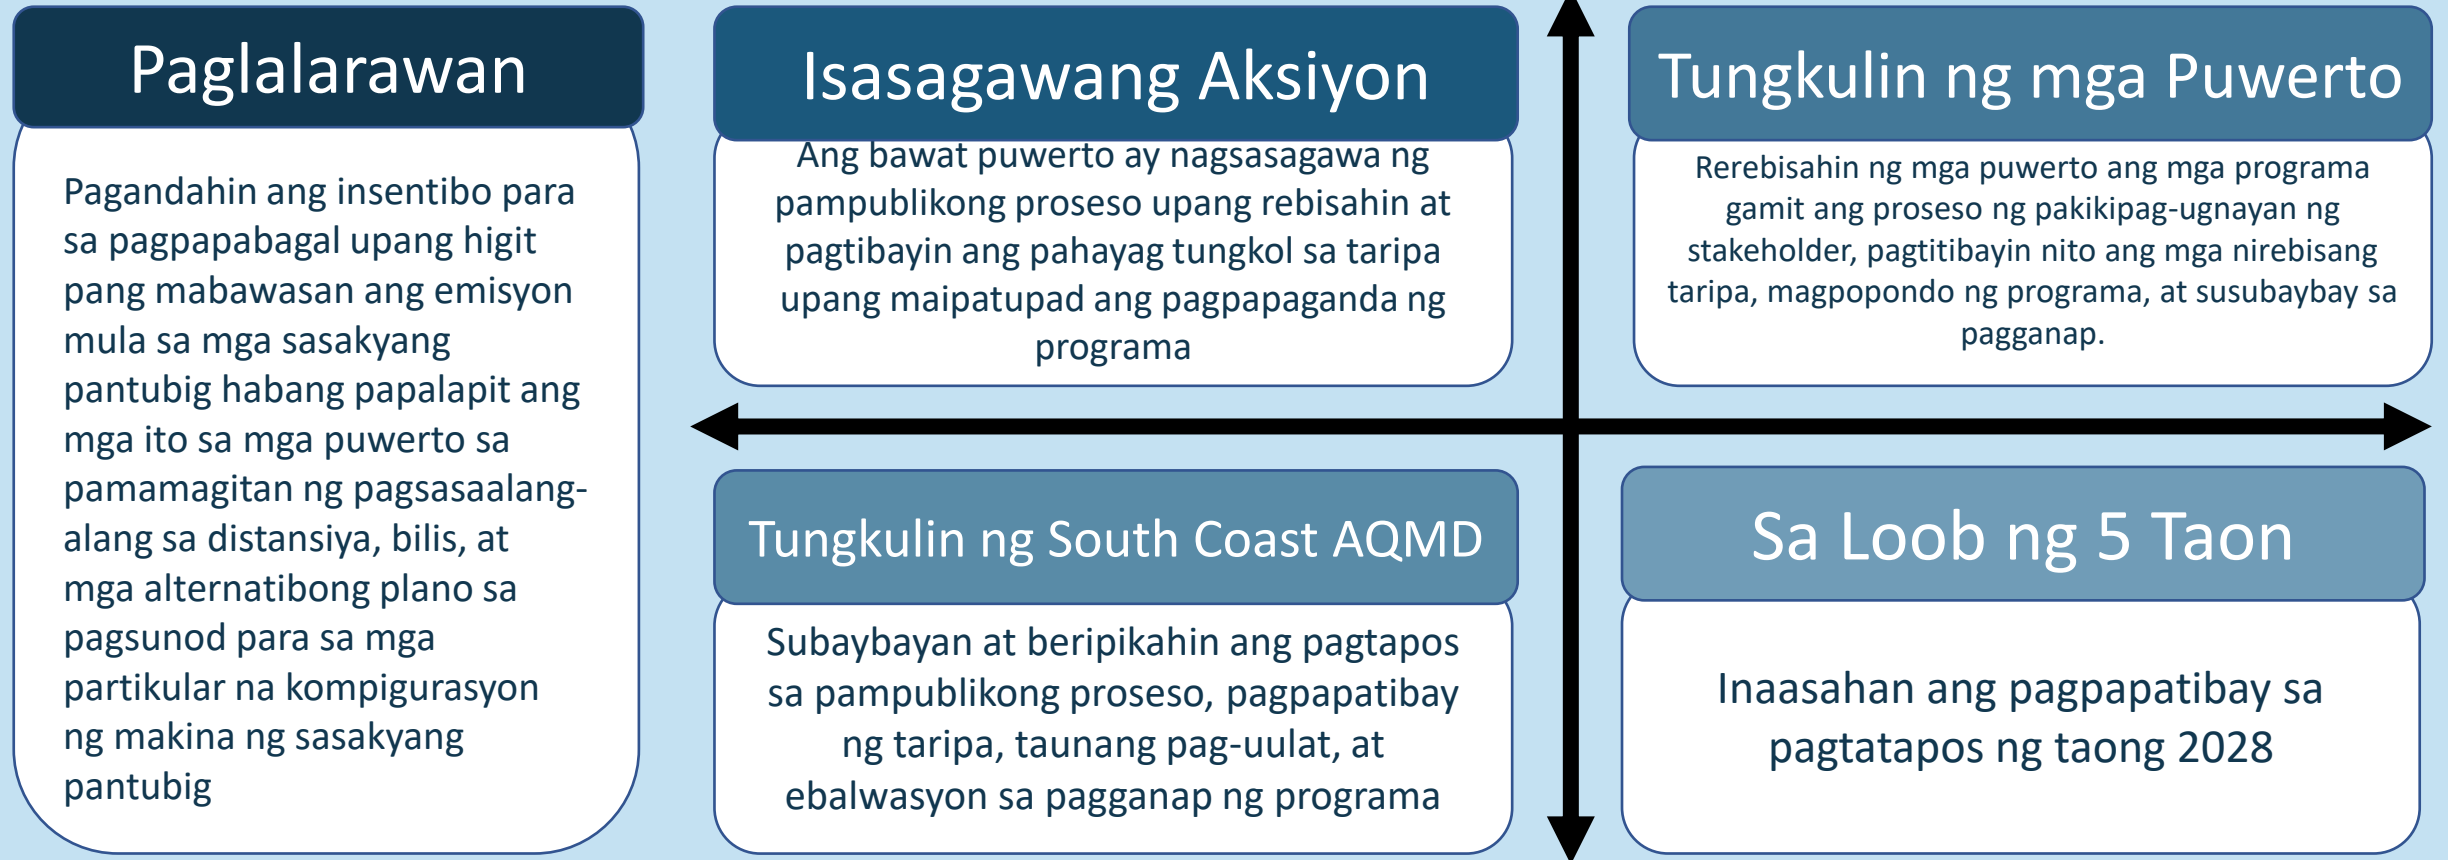 Paglalarawan
Pagandahin ang insentibo para
sa pagpapabagal upang higit
pang mabawasan ang emisyon
mula sa mga sasakyang
pantubig habang papalapit ang
mga ito sa mga puwerto sa
pamamagitan ng pagsasaalang-
alang sa distansiya, bilis, at
mga alternatibong plano sa
pagsunod para sa mga
partikular na kompigurasyon
ng makina ng sasakyang
pantubig
Isasagawang Aksiyon
Ang bawat puwerto ay nagsasagawa ng
pampublikong proseso upang rebisahin at
pagtibayin ang pahayag tungkol sa taripa
upang maipatupad ang pagpapaganda ng
programa
Tungkulin ng mga Puwerto
Rerebisahin ng mga puwerto ang mga programa
gamit ang proseso ng pakikipag-ugnayan ng
stakeholder, pagtitibayin nito ang mga nirebisang
taripa, magpopondo ng programa, at susubaybay sa
pagganap.
Tungkulin ng South Coast AQMD
Subaybayan at beripikahin ang pagtapos
sa pampublikong proseso, pagpapatibay
ng taripa, taunang pag-uulat, at
ebalwasyon sa pagganap ng programa
Sa Loob ng 5 Taon
Inaasahan ang pagpapatibay sa
pagtatapos ng taong 2028